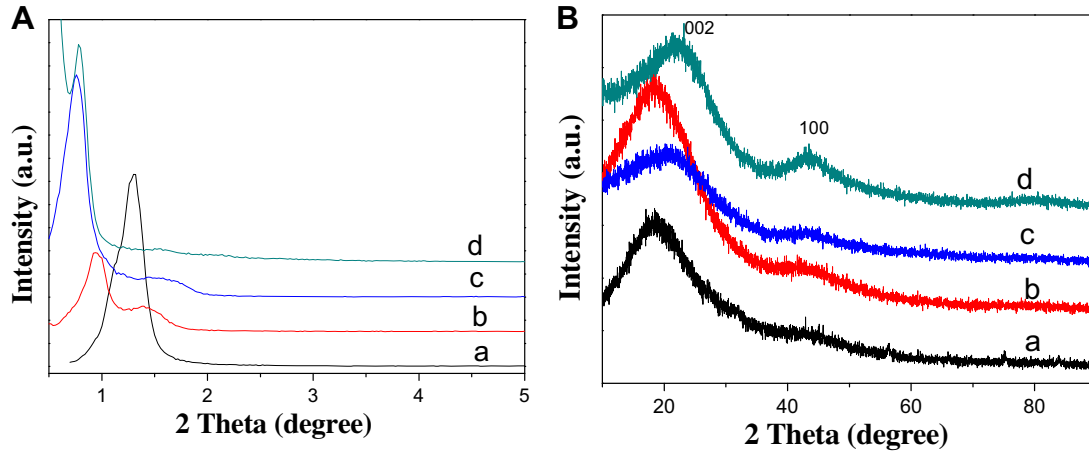 A
Intensity (a.u.)
d
c
b
a
1 2 3 4 5
2 Theta (degree)
B
Intensity (a.u.)
002
100
d
c
b
a
20 40 60 80
2 Theta (degree)